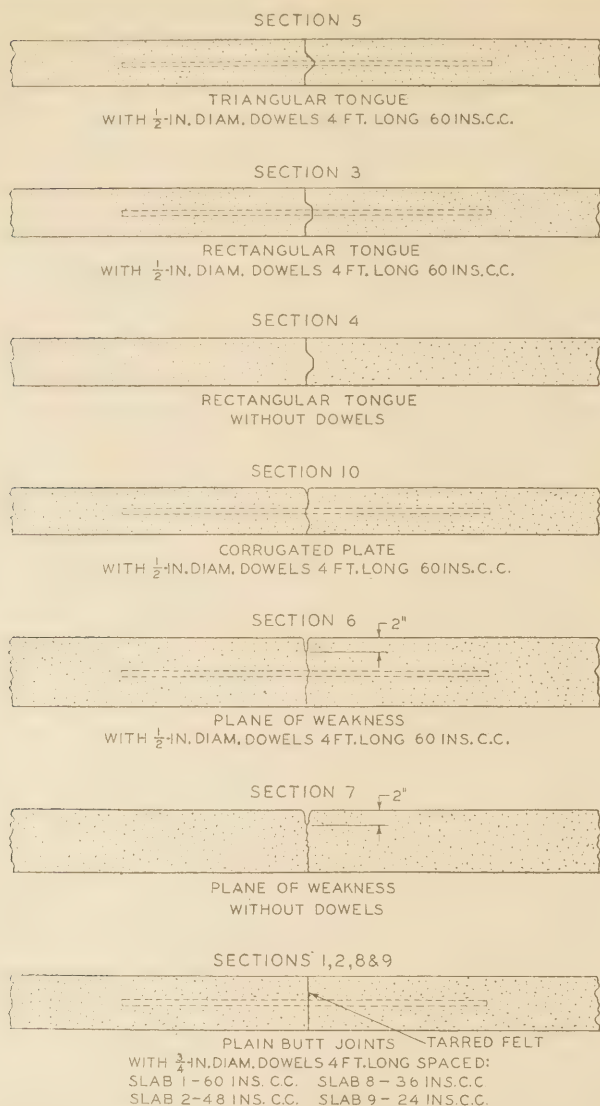 SECTION 5
TRIANGULAR TONGUE
WITH 1/2-IN. DIAM. DOWELS 4 FT. LONG 60 INS. C.C.
SECTION 3
RECTANGULAR TONGUE
WITH 1/2-IN. DIAM. DOWELS 4 FT. LONG 60 INS. C.C.
SECTION 4
RECTANGULAR TONGUE
WITHOUT DOWELS
SECTION 10
CORRUGATED PLATE
WITH 1/2-IN. DIAM. DOWELS 4 FT. LONG 60 INS. C.C.
SECTION 6
2"
PLANE OF WEAKNESS
WITH 1/2-IN. DIAM. DOWELS 4 FT. LONG 60 INS. C.C.
SECTION 7
2"
PLANE OF WEAKNESS
WITHOUT DOWELS
SECTIONS 1, 2, 8 & 9
PLAIN BUTT JOINTS TARRED FELT
WITH 3/4-IN. DIAM. DOWELS 4 FT. LONG SPACED:
SLAB 1-60 INS. C.C. SLAB 8-36 INS. C.C
SLAB 2-48 INS. C.C. SLAB 9-24 INS. C.C.